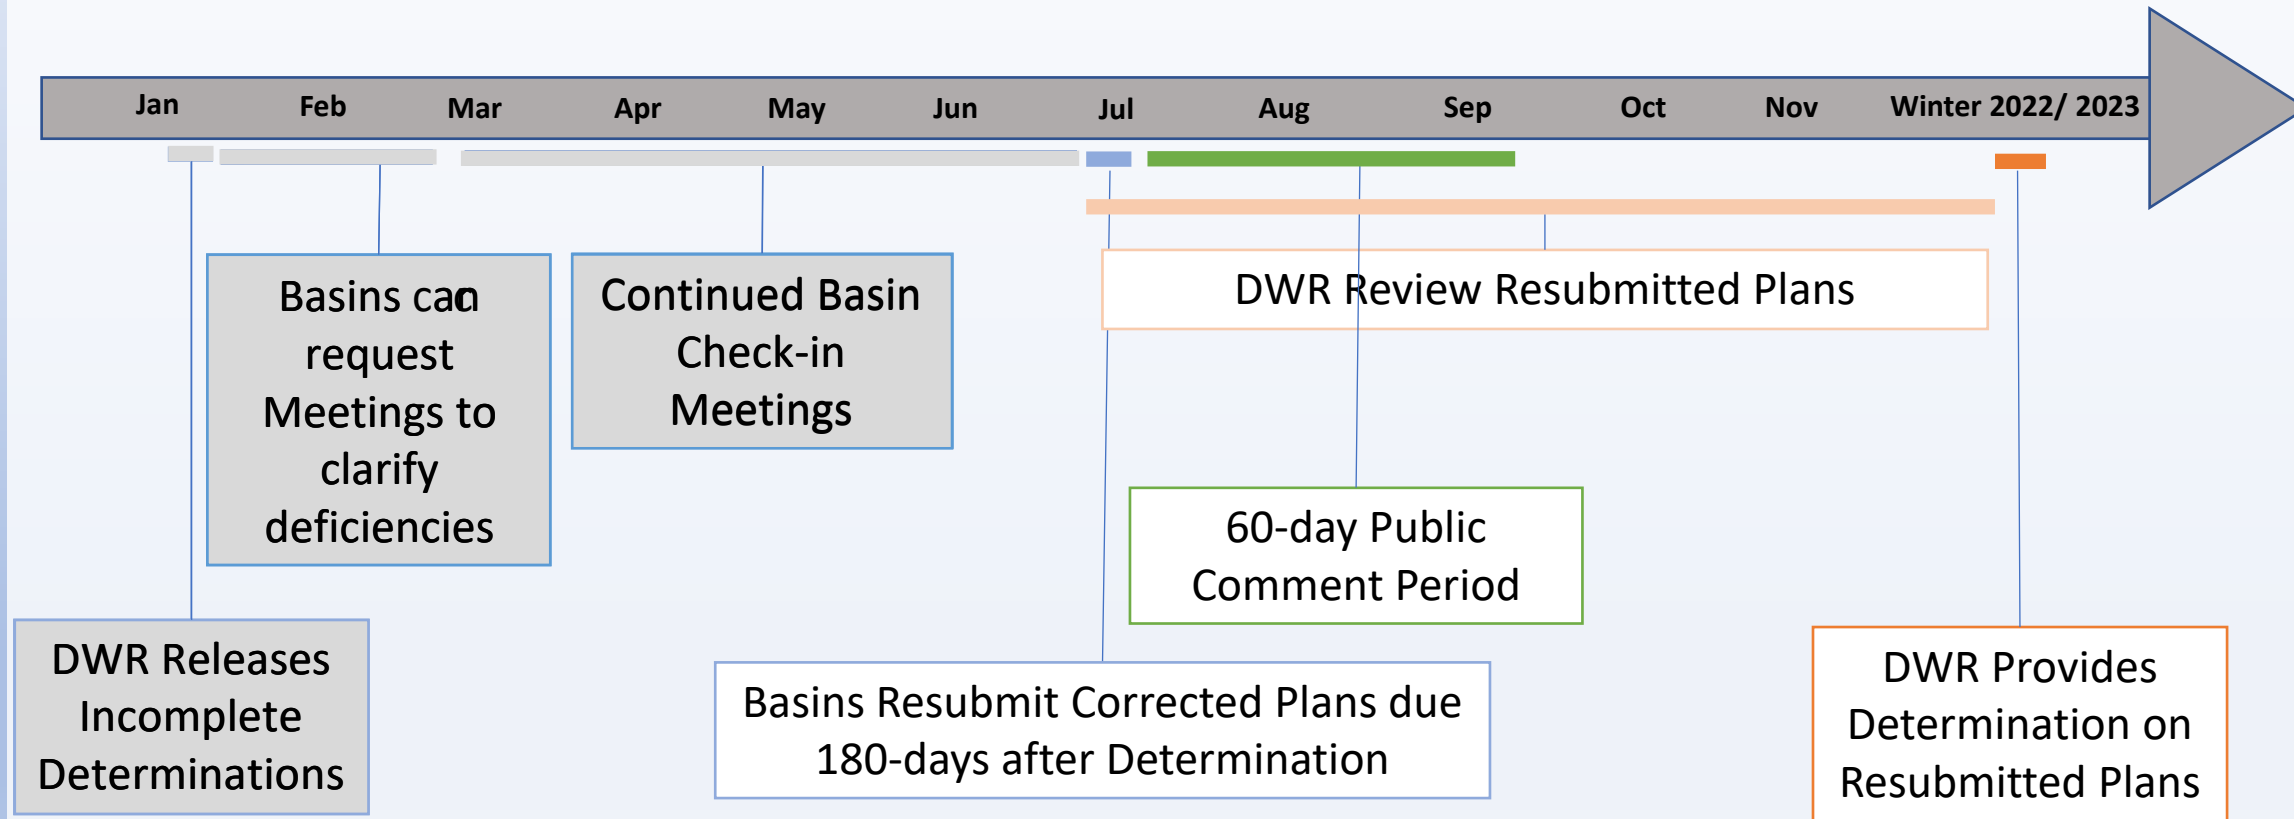 Jan Feb Mar Apr May Jun Jul Aug Sep Oct Nov Winter 2022/ 2023
Basins can
request
Meetings to
clarify
deficiencies
Continued Basin
Check-in
Meetings
DWR Review Resubmitted Plans
60-day Public
Comment Period
DWR Releases
Incomplete
Determinations
Basins Resubmit Corrected Plans due
180-days after Determination
DWR Provides
Determination on
Resubmitted Plans